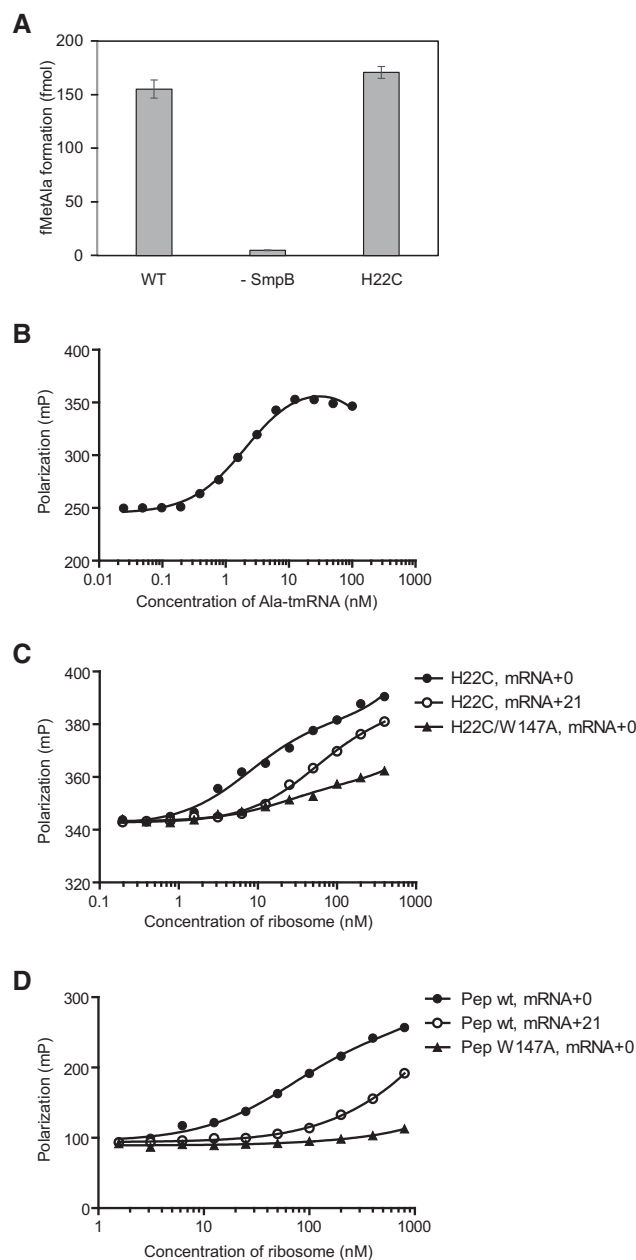 A
fMetAla formation (fmol)
200
150
100
50
0
WT
- SmpB
H22C
B
Polarization (mP)
400
350
300
250
200
0.01
0.1
1
10
100
1000
Concentration of Ala-tmRNA (nM)
C
Polarization (mP)
400
380
360
340
320
0.1
1
10
100
1000
Concentration of ribosome (nM)
H22C, mRNA+0
H22C, mRNA+21
H22C/W147A, mRNA+0
D
Polarization (mP)
300
200
100
0
1
10
100
1000
Concentration of ribosome (nM)
Pep wt, mRNA+0
Pep wt, mRNA+21
Pep W147A, mRNA+0